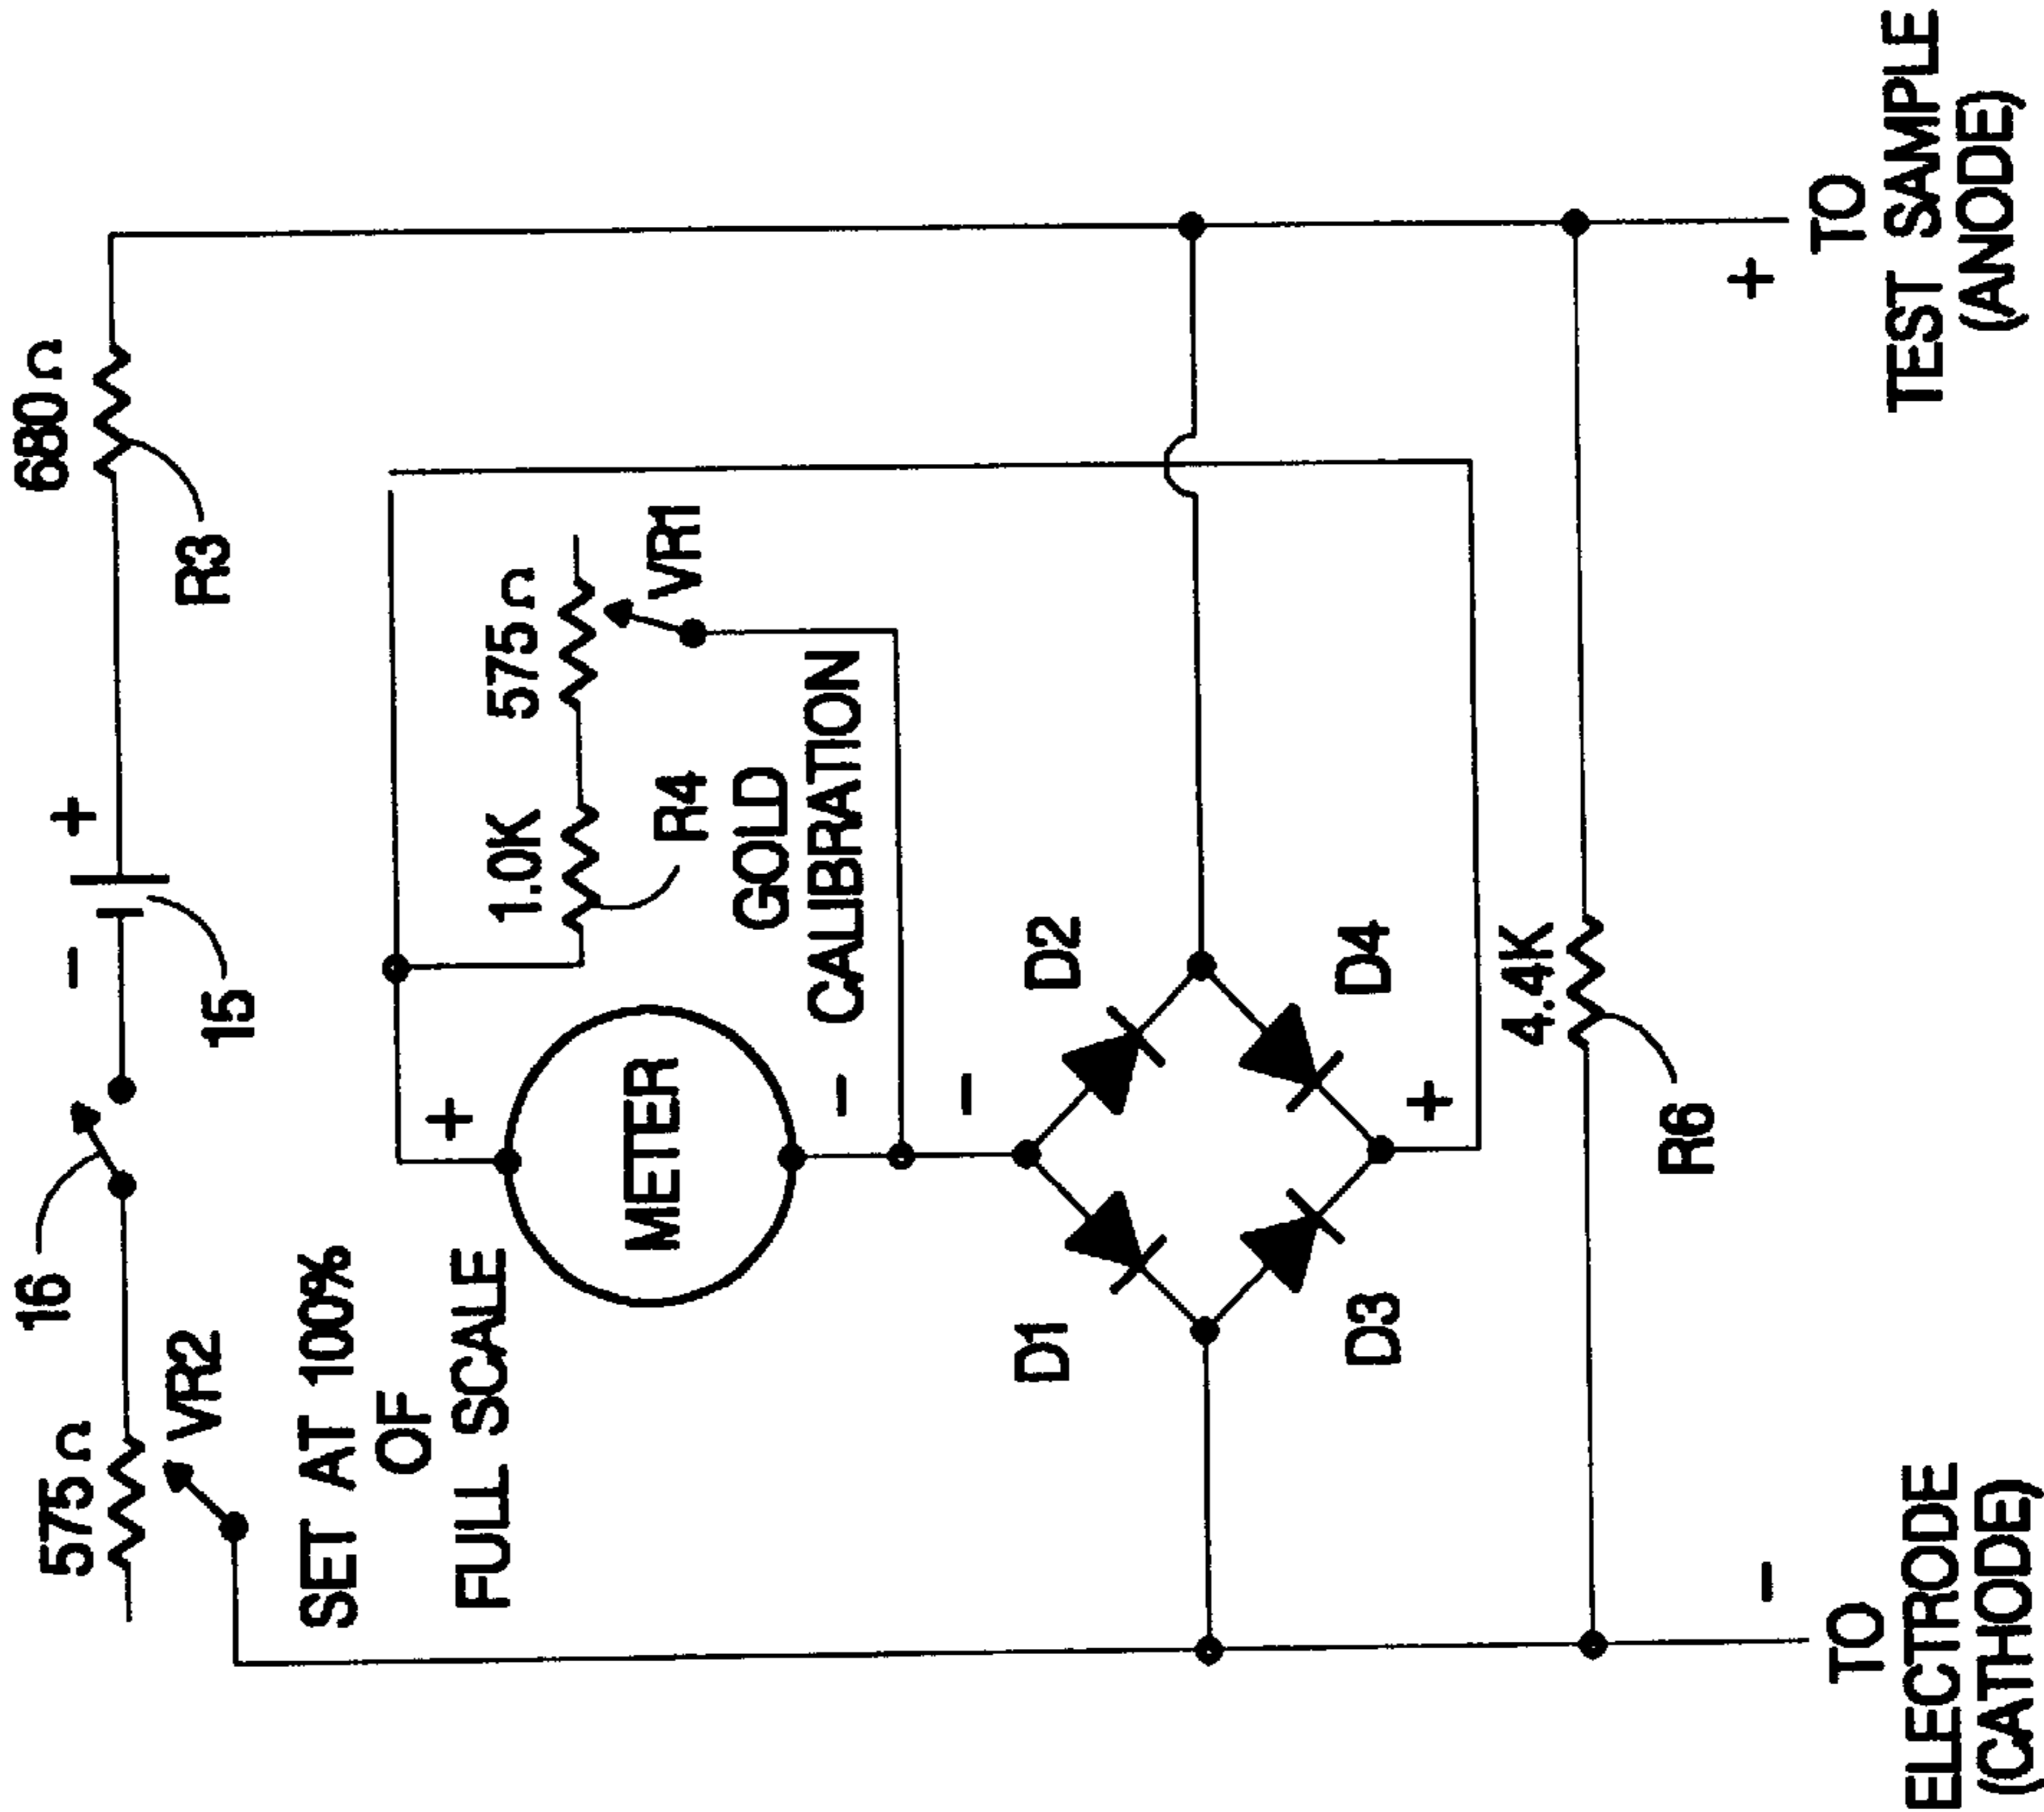 575Ω
16
680Ω
−
+
VR2
R3
15
SET AT 100%
OF
FULL SCALE
+
1.0K
575Ω
METER
R4
VR1
GOLD
CALIBRATION
−
−
D1
D2
D3
D4
+
4.4K
R6
−
+
TO
ELECTRODE
(CATHODE)
TO
TEST SAMPLE
(ANODE)